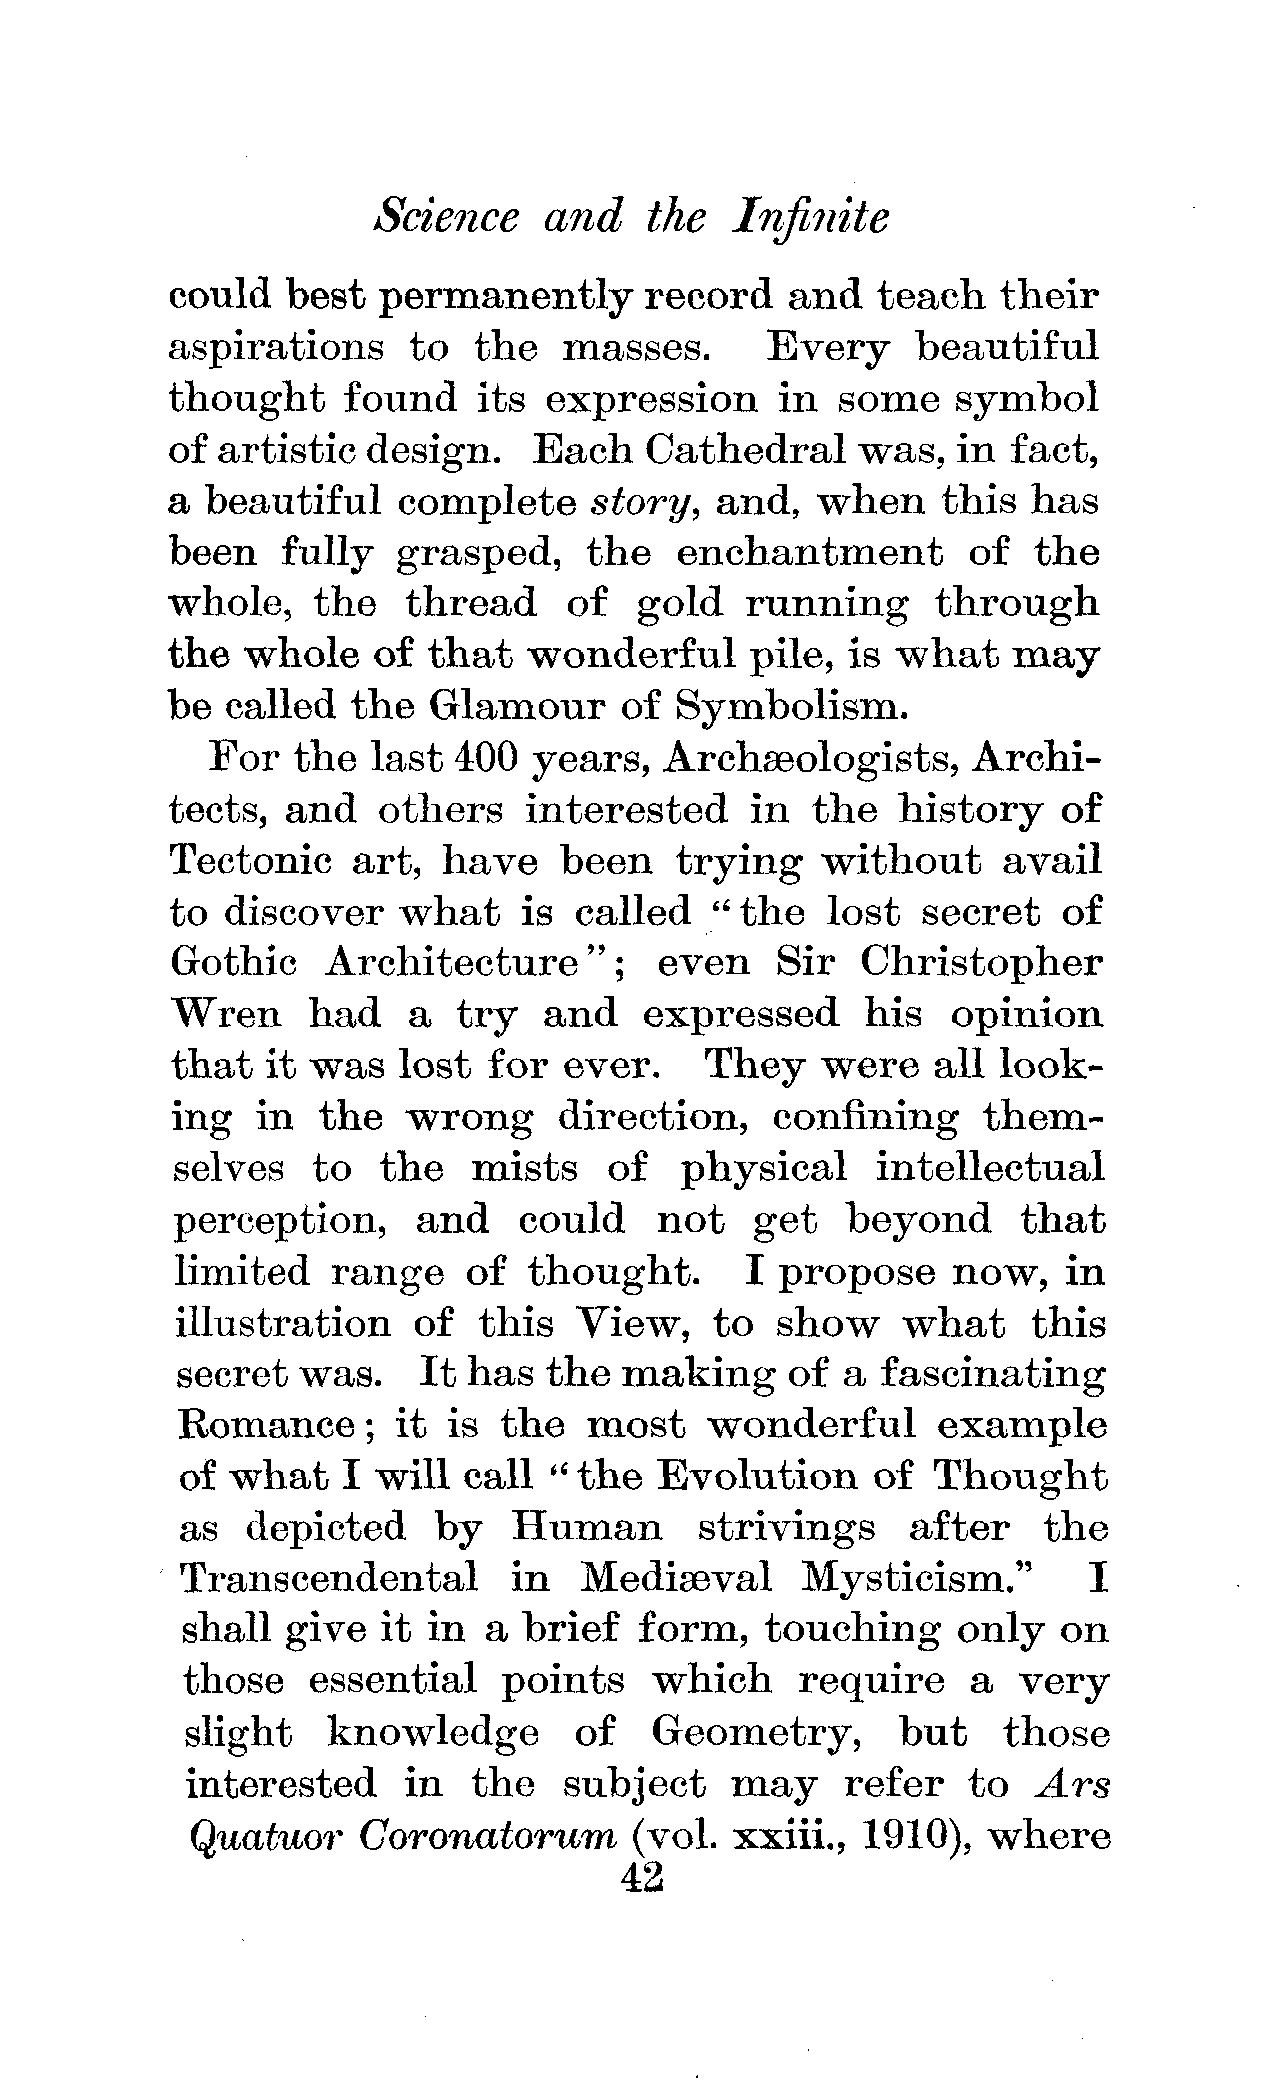 Science and the Infinite
could best permanently record and teach their
aspirations to the masses. Every beautiful
thought found its expression in some symbol
of artistic design. Each Cathedral was, in fact,
a beautiful complete story, and, when this has
been fully grasped, the enchantment of the
whole, the thread of gold running through
the whole of that wonderful pile, is what may
be called the Glamour of Symbolism.
For the last 400 years, Archæologists, Archi-
tects, and others interested in the history of
Tectonic art, have been trying without avail
to discover what is called “the lost secret of
Gothic Architecture”; even Sir Christopher
Wren had a try and expressed his opinion
that it was lost for ever. They were all look-
ing in the wrong direction, confining them-
selves to the mists of physical intellectual
perception, and could not get beyond that
limited range of thought. I propose now, in
illustration of this View, to show what this
secret was. It has the making of a fascinating
Romance; it is the most wonderful example
of what I will call “the Evolution of Thought
as depicted by Human strivings after the
Transcendental in Mediæval Mysticism.” I
shall give it in a brief form, touching only on
those essential points which require a very
slight knowledge of Geometry, but those
interested in the subject may refer to Ars
Quatuor Coronatorum (vol. xxiii., 1910), where
42